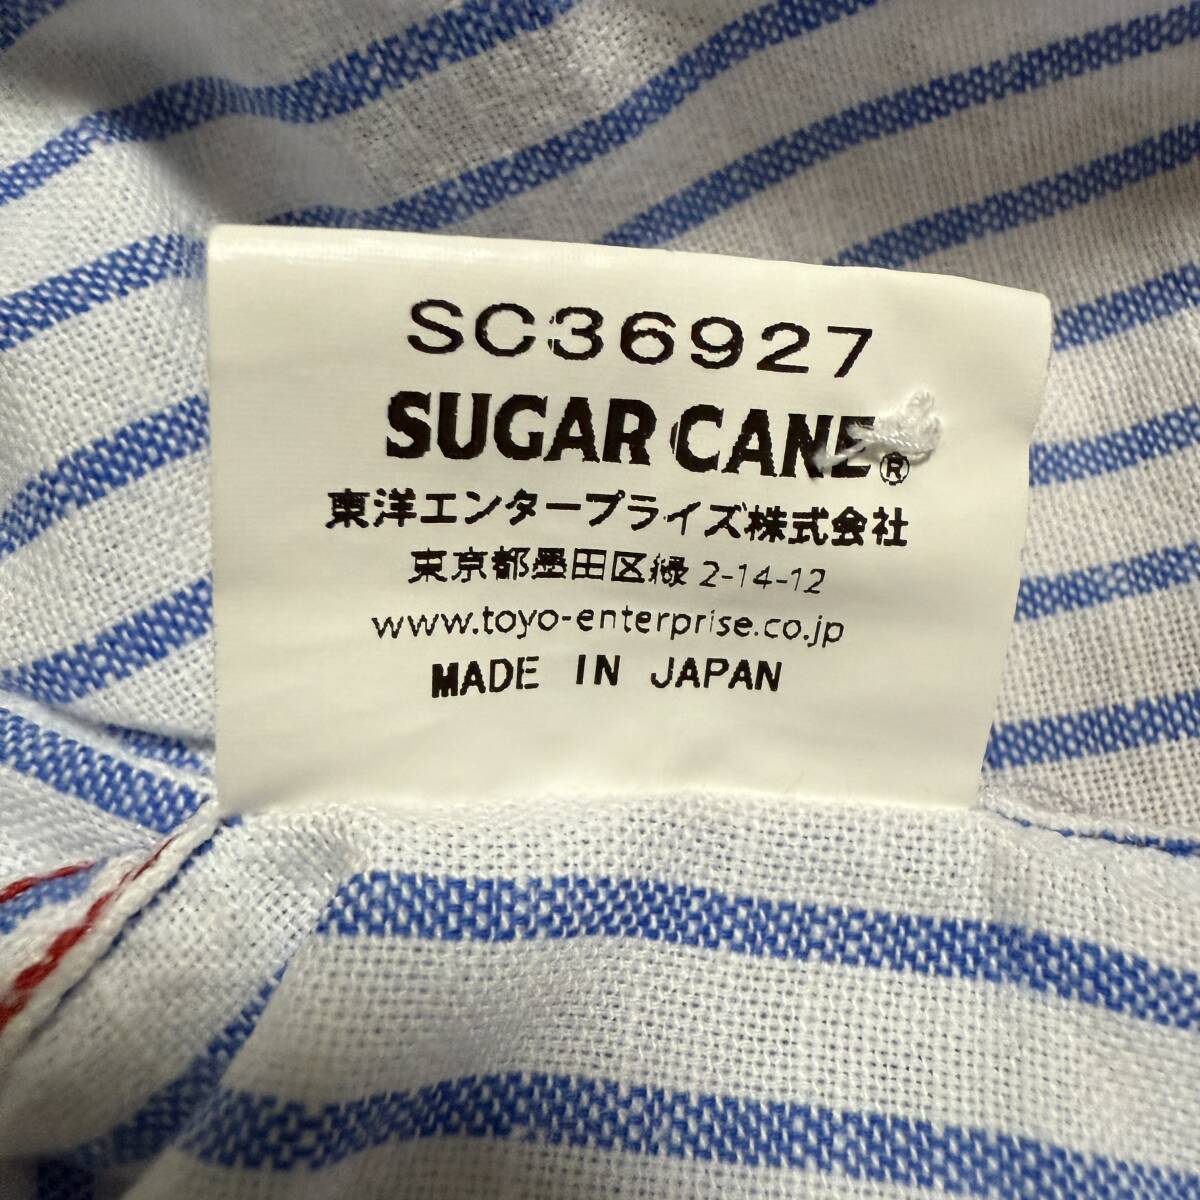 SC36927
SUGAR CANE®
東洋エンタープライズ株式会社
東京都墨田区緑 2-14-12
www.toyo-enterprise.co.jp
MADE IN JAPAN